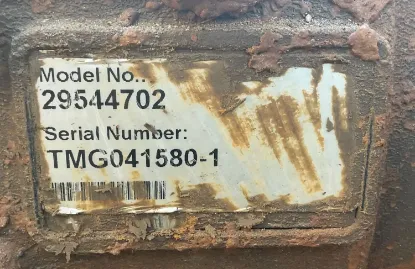 Model No.:
29544702
Serial Number:
TMG041580-1